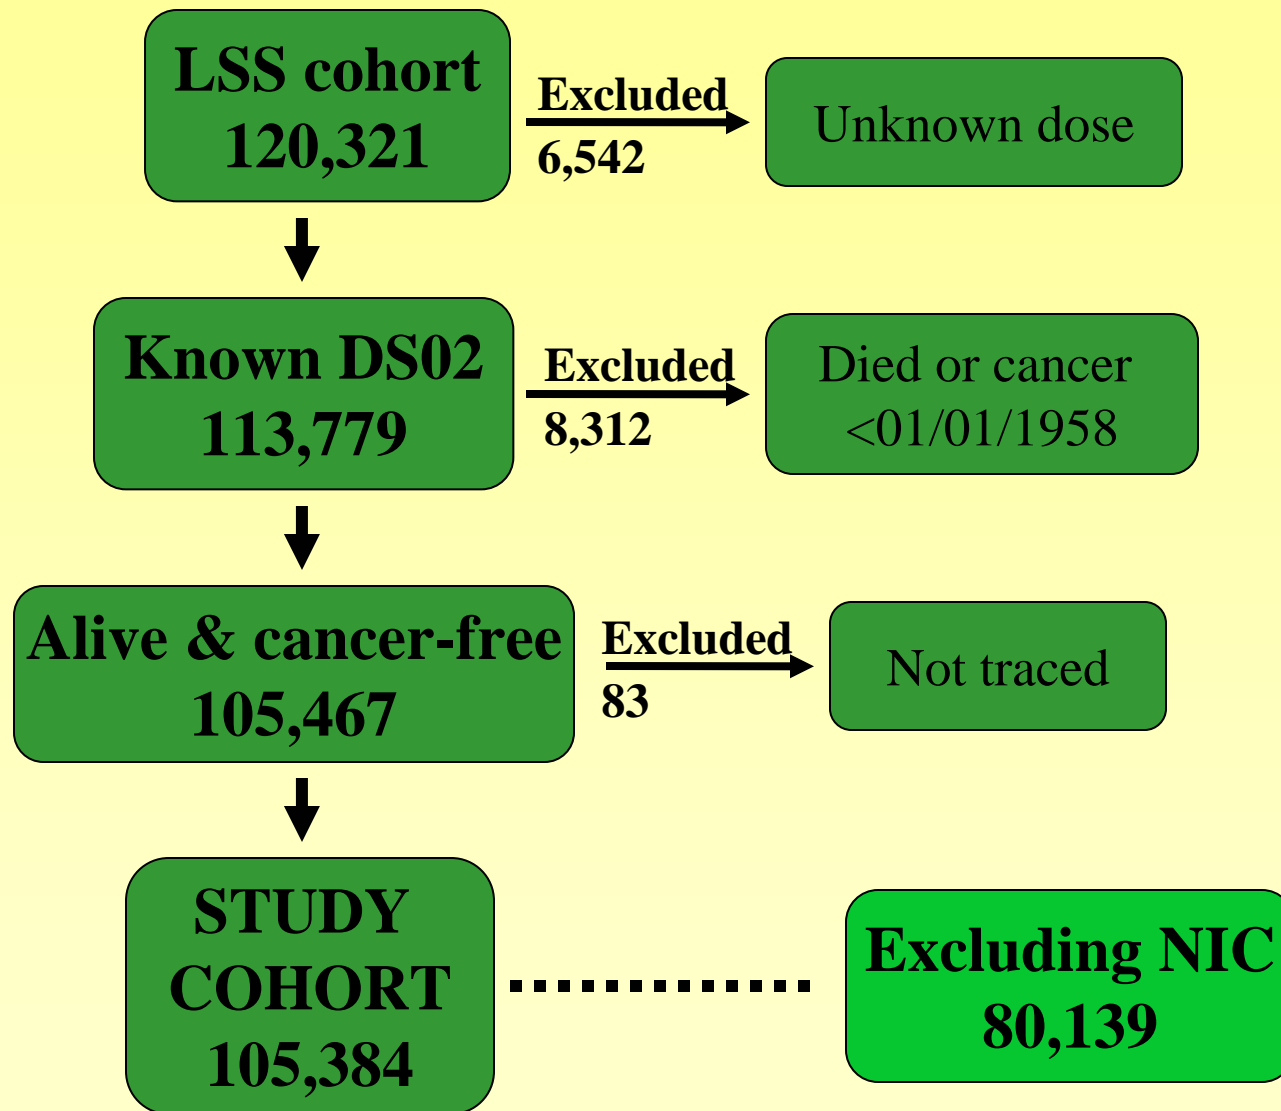 LSS cohort
120,321
Excluded
6,542
Unknown dose
Known DS02
113,779
Excluded
8,312
Died or cancer
<01/01/1958
Alive & cancer-free
105,467
Excluded
83
Not traced
STUDY
COHORT
105,384
Excluding NIC
80,139